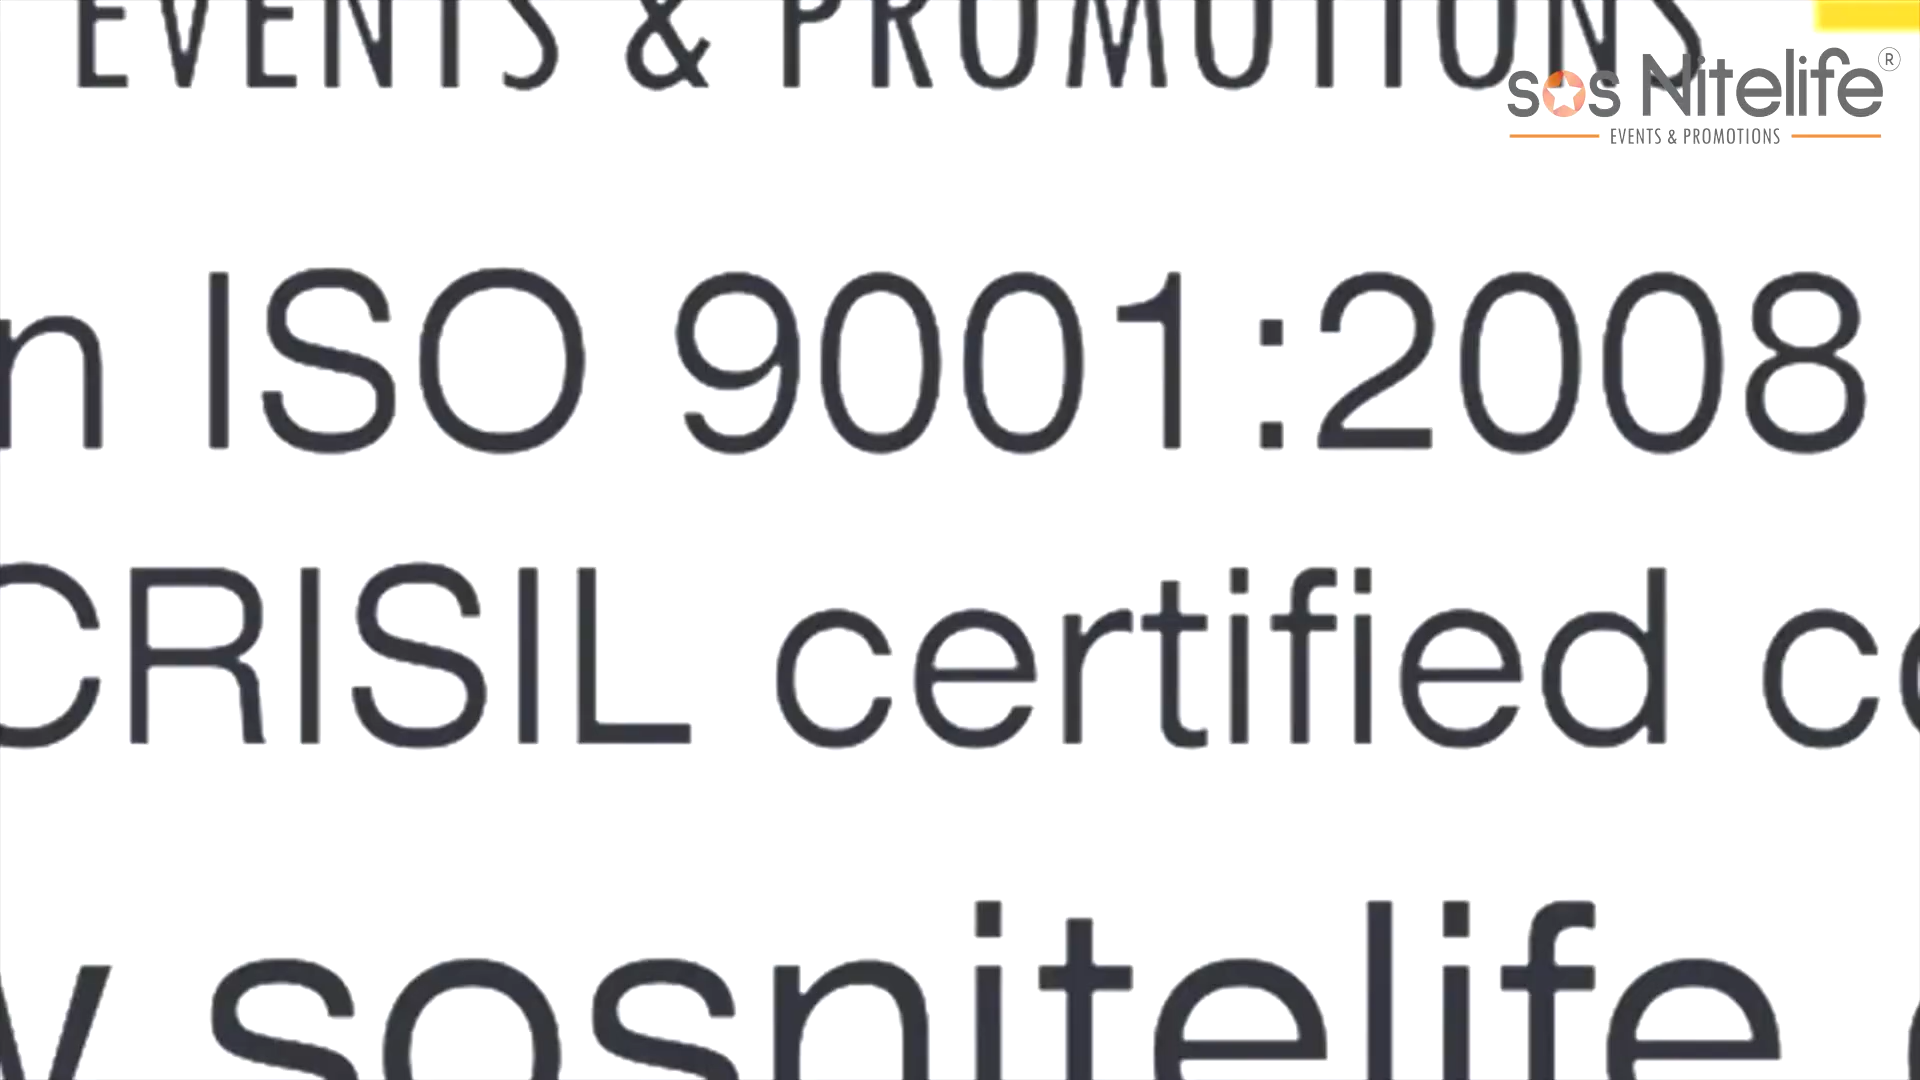 EVENTS & PROMOTIONS
sos Nitelife®
EVENTS & PROMOTIONS
ISO 9001:2008
CRISIL certified
sosnitelife